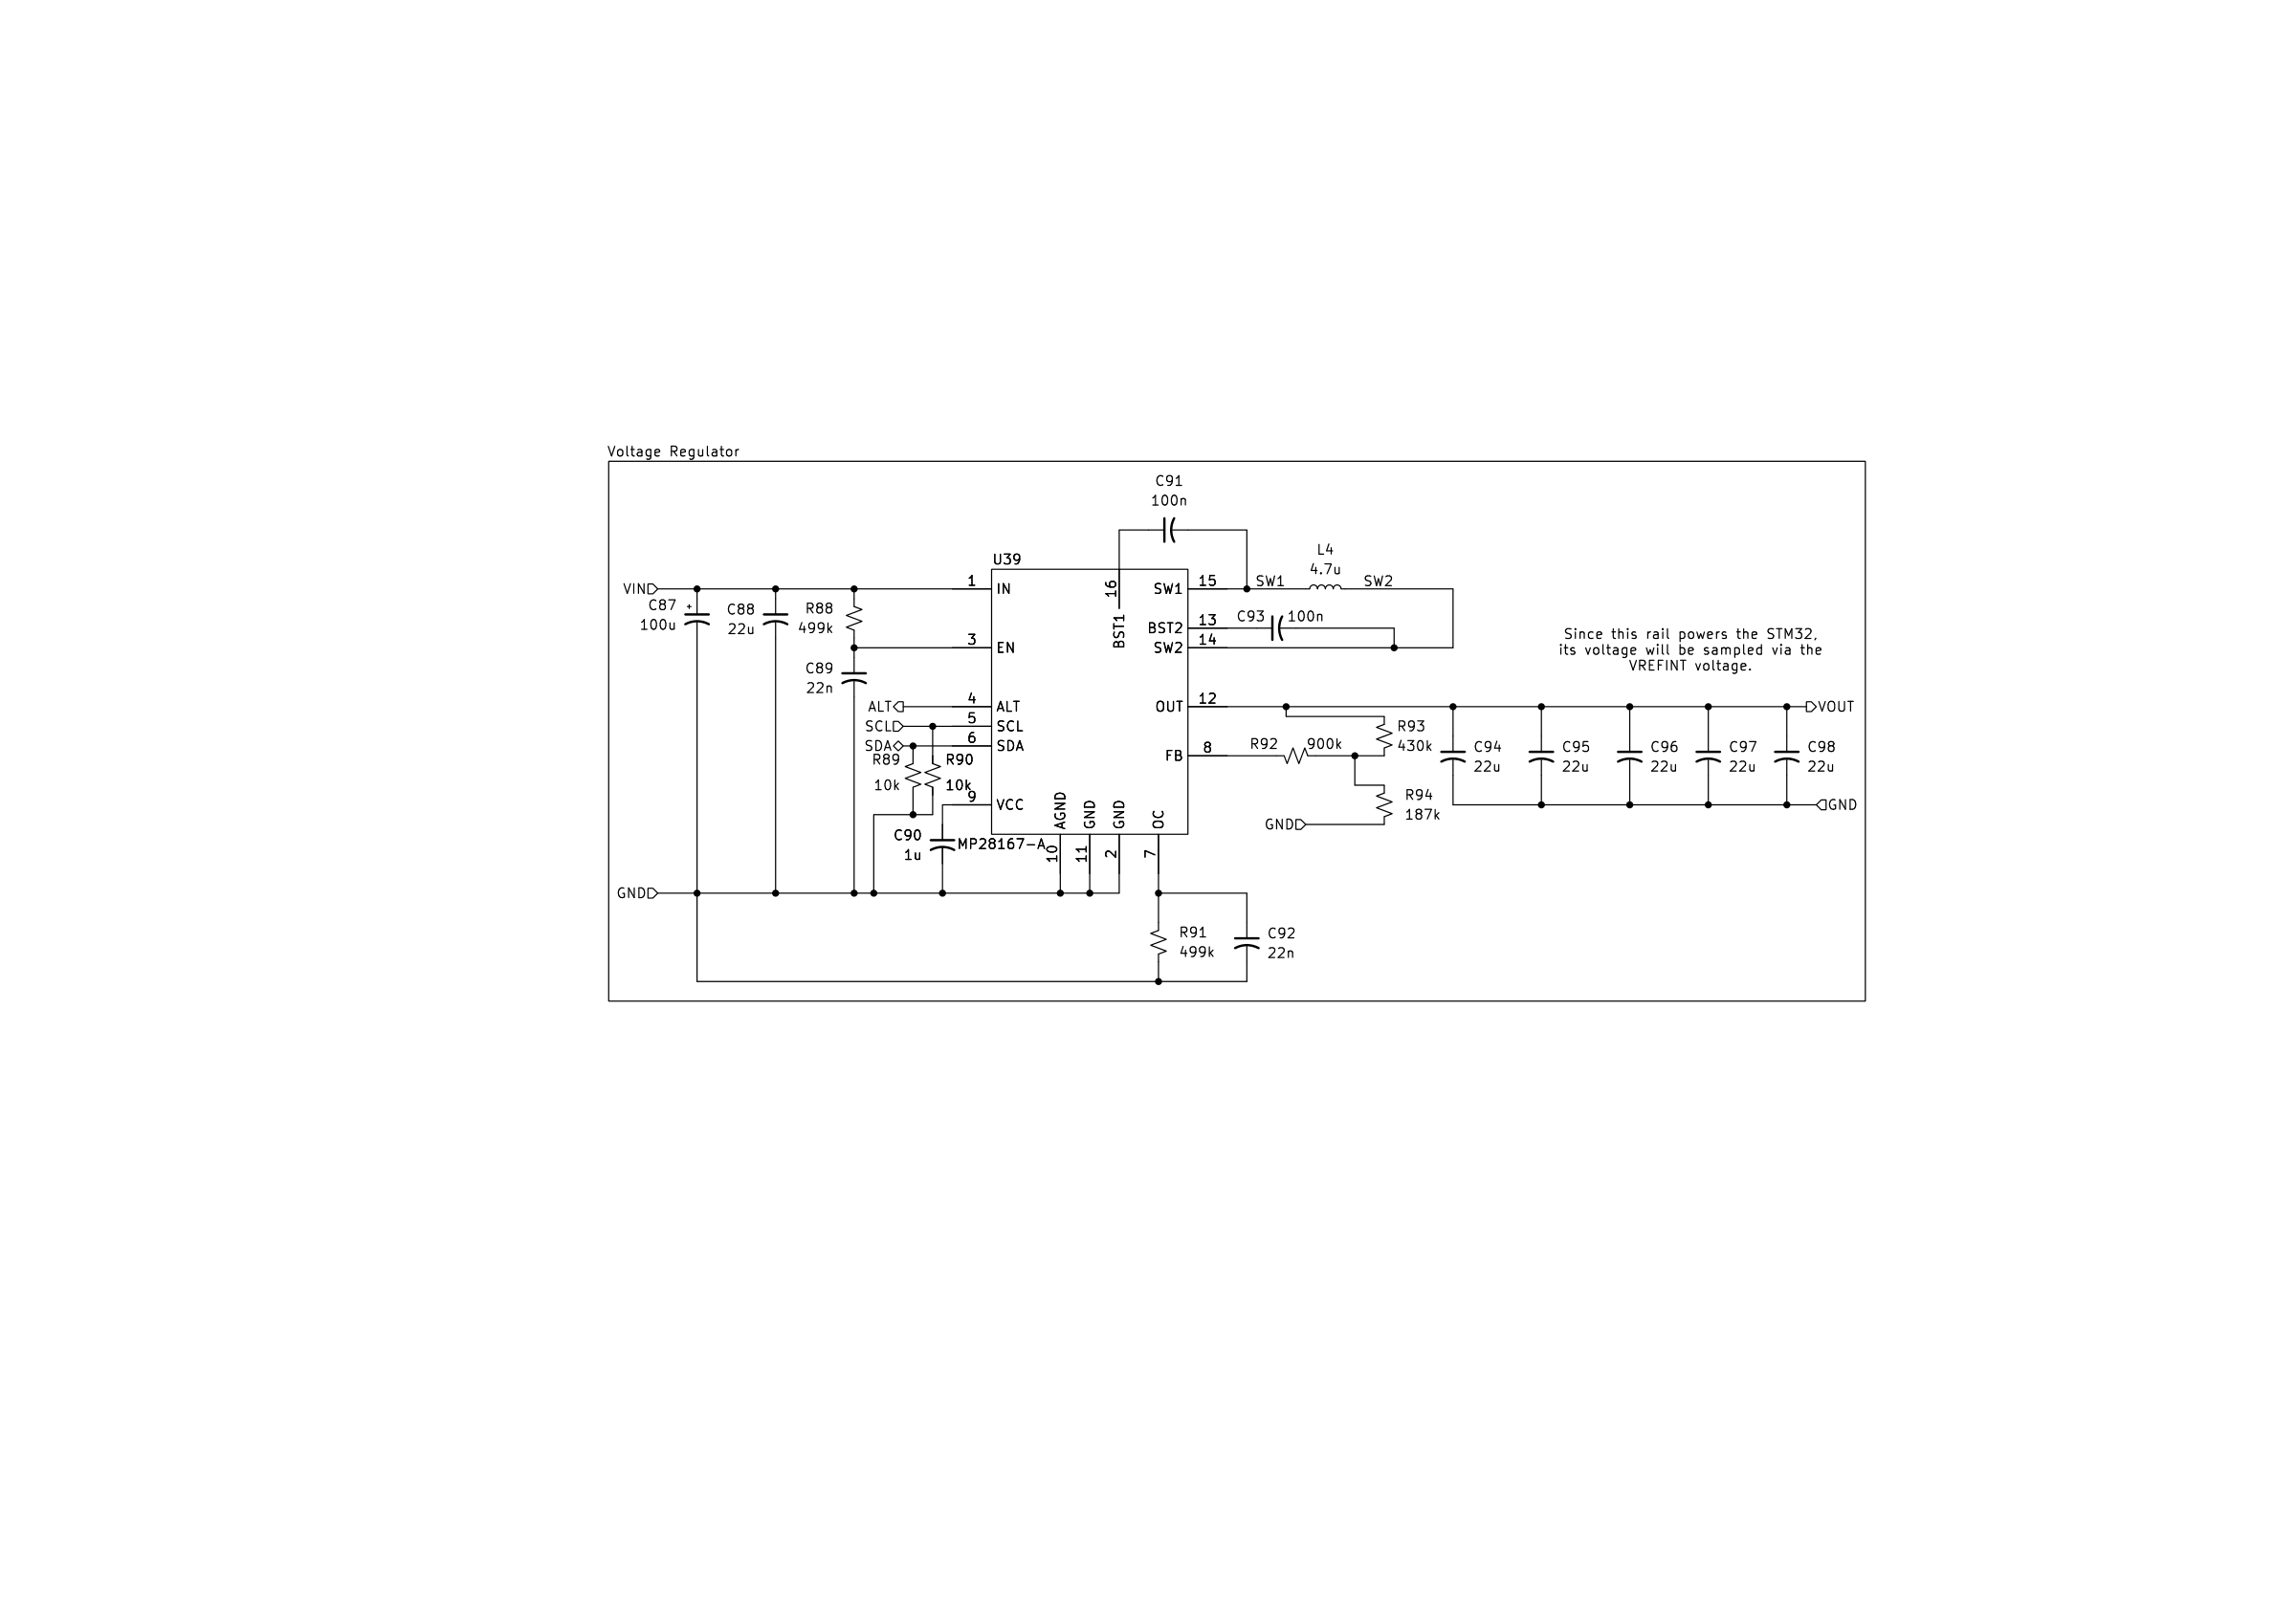 Voltage Regulator
C91
100n
U39
L4
4.7u
VIN
1
IN
16
BST1
SW1
15
SW1
SW2
C87
+
100u
C88
22u
R88
499k
BST2
13
C93
100n
3
EN
SW2
14
Since this rail powers the STM32,
its voltage will be sampled via the
VREFINT voltage.
C89
22n
ALT
4
ALT
OUT
12
VOUT
SCL
5
SCL
SDA
6
SDA
R93
430k
R89
10k
R90
10k
FB
8
R92
900k
C94
22u
C95
22u
C96
22u
C97
22u
C98
22u
9
VCC
AGND
GND
GND
OC
R94
187k
GND
GND
C90
1u
MP28167-A
10
11
2
7
GND
R91
499k
C92
22n